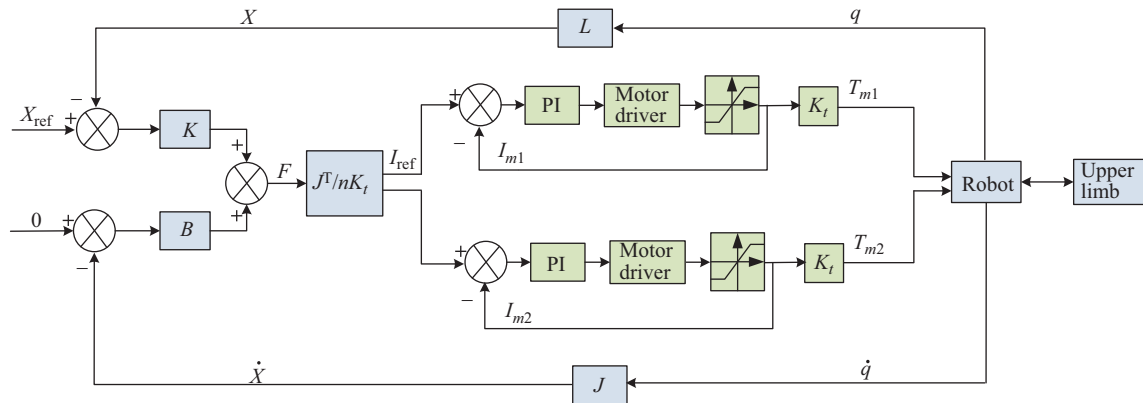 X
L
q
−
+
X_ref
K
+
F
J^T/nK_t
I_ref
+
−
PI
Motor
driver
K_t
T_m1
I_m1
Robot
Upper
limb
0
+
−
B
+
+
−
PI
Motor
driver
K_t
T_m2
I_m2
Ẋ
J
q̇